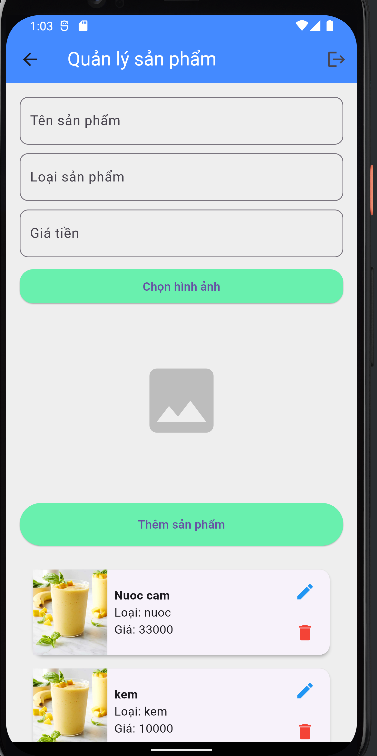 1:03
Quản lý sản phẩm
Tên sản phẩm
Loại sản phẩm
Giá tiền
Chọn hình ảnh
Thêm sản phẩm
Nuoc cam
Loại: nuoc
Giá: 33000
kem
Loại: kem
Giá: 10000